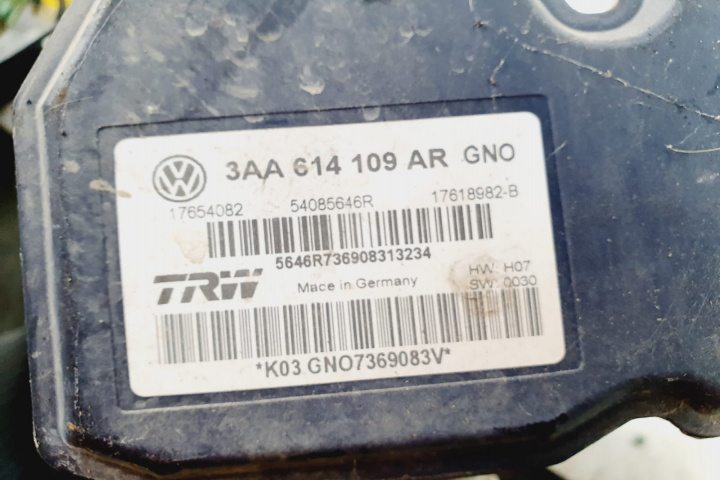 3AA 614 109 AR GNO
17654082 54085646R 17618982-B
5646R736908313234
TRW Made in Germany HW H07
SW 0030
*K03 GNO7369083V*